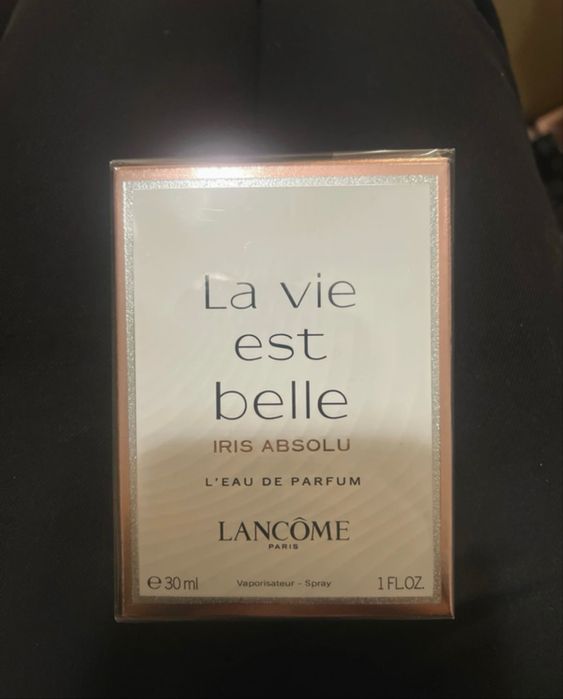 La vie
est
belle
IRIS ABSOLU
L'EAU DE PARFUM
LANCÔME
PARIS
℮ 30 ml Vaporisateur - Spray 1 FL.OZ.